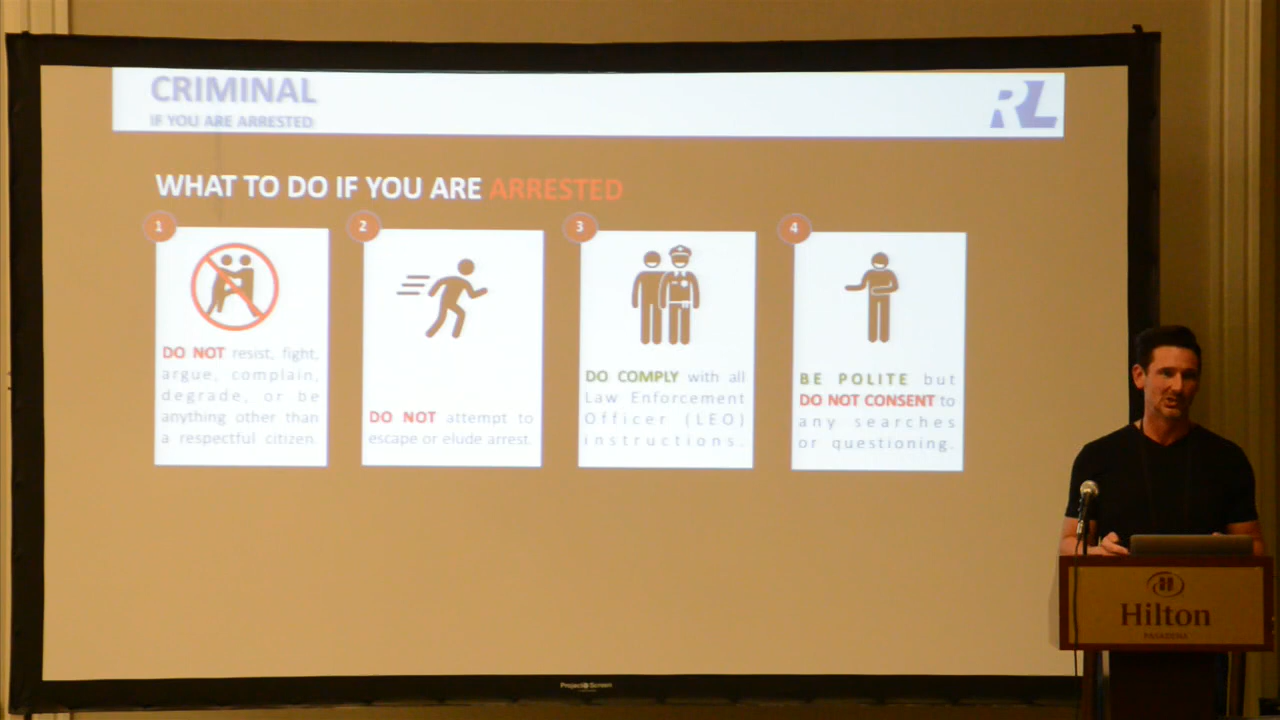 CRIMINAL
IF YOU ARE ARRESTED
RL
WHAT TO DO IF YOU ARE ARRESTED
1
DO NOT resist, fight,
argue, complain,
degrade, or be
anything other than
a respectful citizen.
2
DO NOT attempt to
escape or elude arrest.
3
DO COMPLY with all
Law Enforcement
Officer (LEO)
instructions.
4
BE POLITE but
DO NOT CONSENT to
any searches
or questioning.
H
Hilton
PASADENA
Project Screen